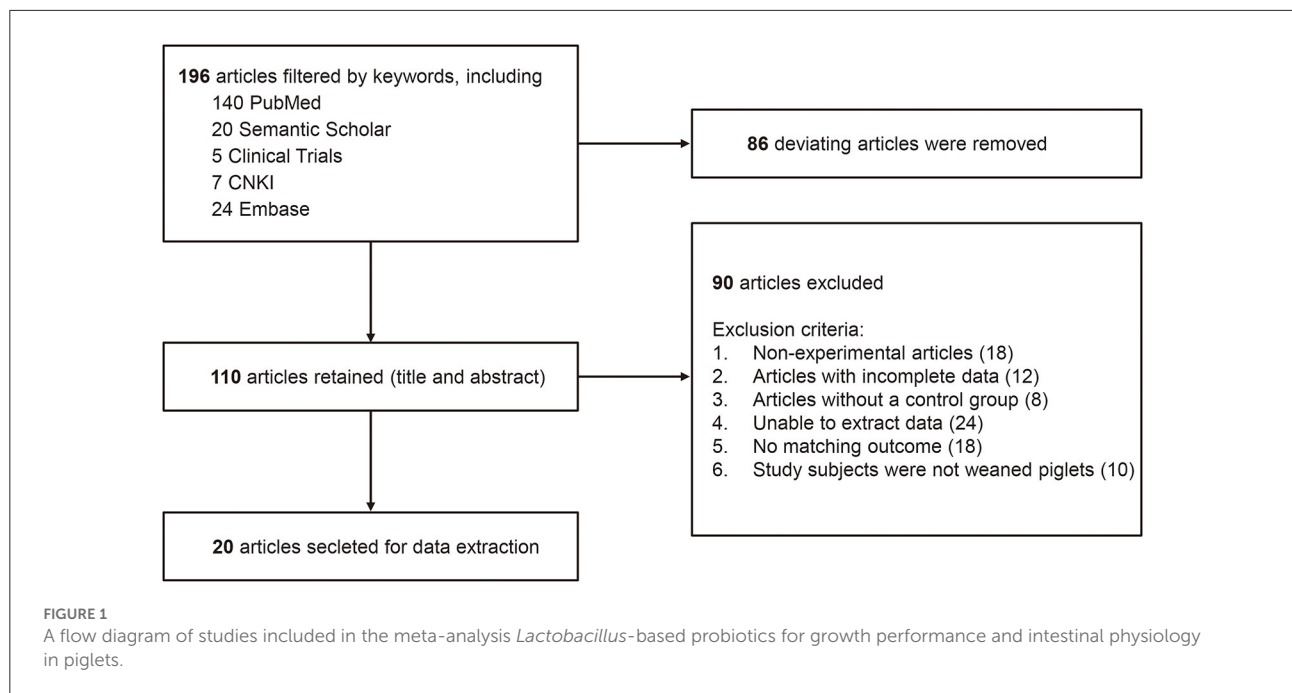 196 articles filtered by keywords, including
140 PubMed
20 Semantic Scholar
5 Clinical Trials
7 CNKI
24 Embase
86 deviating articles were removed
110 articles retained (title and abstract)
90 articles excluded
Exclusion criteria:
1. Non-experimental articles (18)
2. Articles with incomplete data (12)
3. Articles without a control group (8)
4. Unable to extract data (24)
5. No matching outcome (18)
6. Study subjects were not weaned piglets (10)
20 articles secleted for data extraction
FIGURE 1
A flow diagram of studies included in the meta-analysis Lactobacillus-based probiotics for growth performance and intestinal physiology
in piglets.